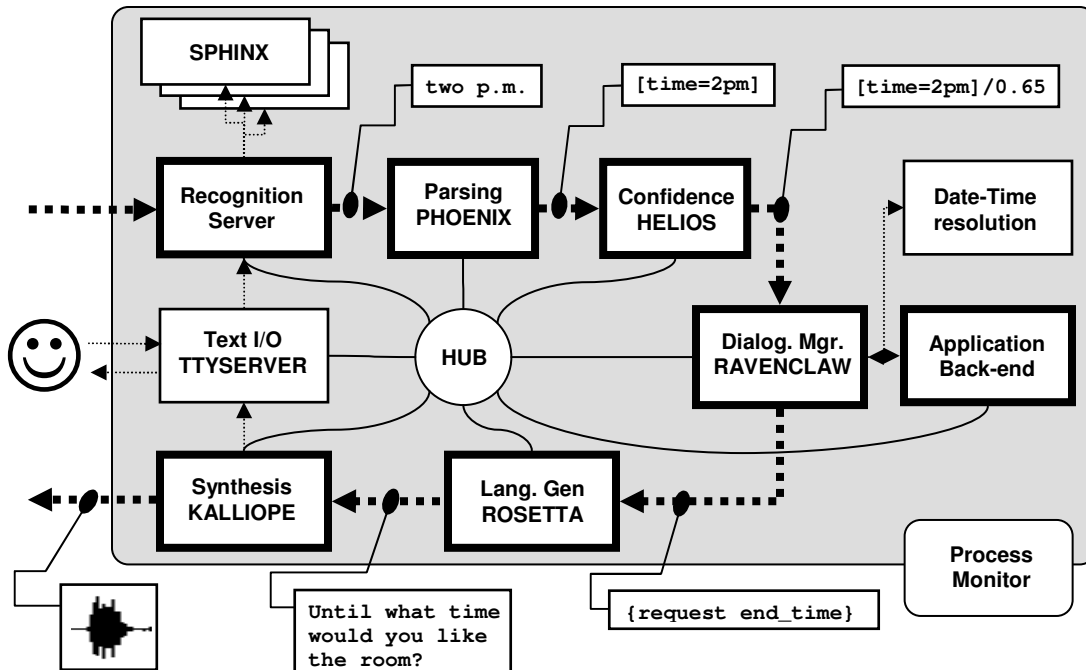 SPHINX
two p.m.
[time=2pm]
[time=2pm]/0.65
Recognition
Server
Parsing
PHOENIX
Confidence
HELIOS
Date-Time
resolution
Text I/O
TTYSERVER
HUB
Dialog. Mgr.
RAVENCLAW
Application
Back-end
Synthesis
KALLIOPE
Lang. Gen
ROSETTA
Process
Monitor
Until what time
would you like
the room?
{request end_time}